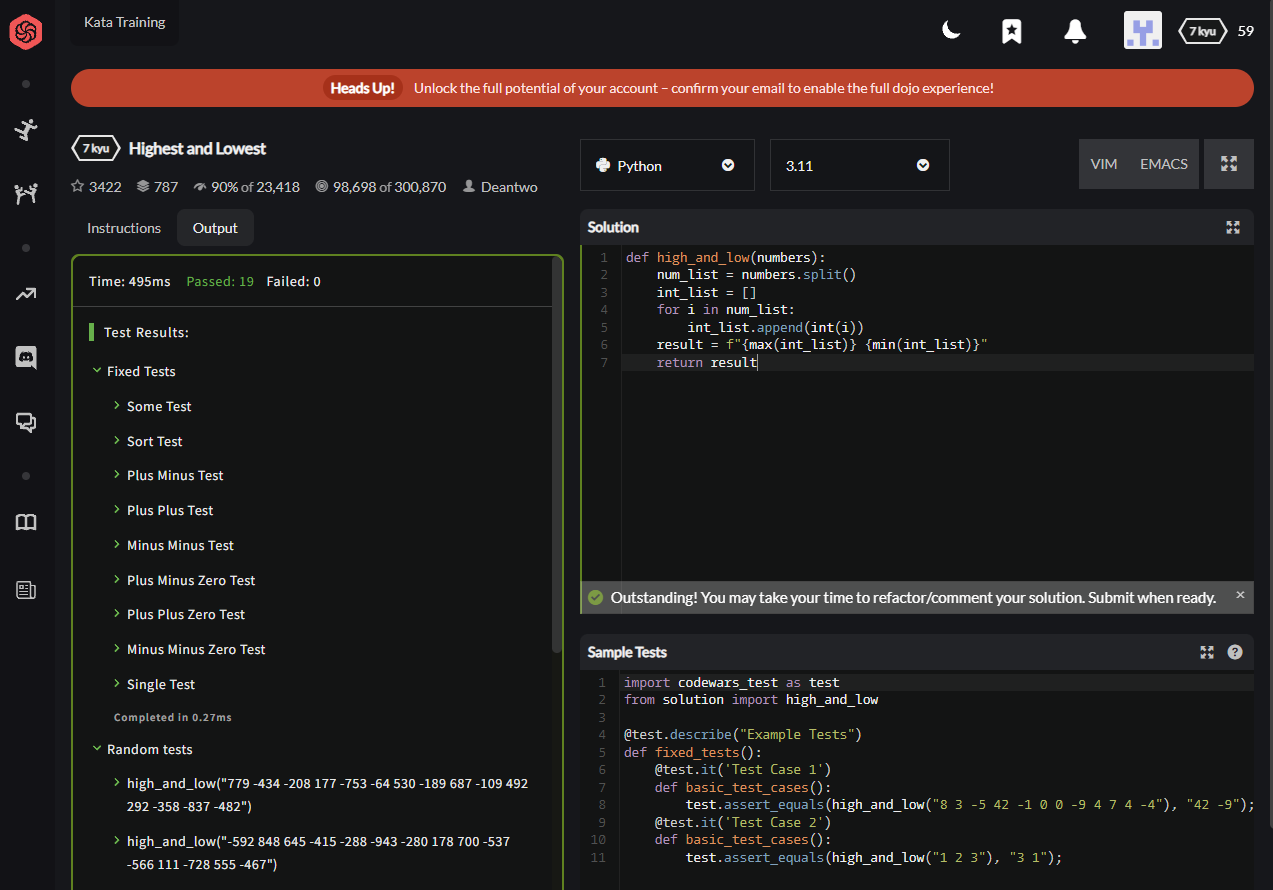 Kata Training
7 kyu 59
Heads Up! Unlock the full potential of your account – confirm your email to enable the full dojo experience!
7 kyu Highest and Lowest
3422 787 90% of 23,418 98,698 of 300,870 Deantwo
Instructions Output
Time: 495ms Passed: 19 Failed: 0
Test Results:
Fixed Tests
Some Test
Sort Test
Plus Minus Test
Plus Plus Test
Minus Minus Test
Plus Minus Zero Test
Plus Plus Zero Test
Minus Minus Zero Test
Single Test
Completed in 0.27ms
Random tests
high_and_low("779 -434 -208 177 -753 -64 530 -189 687 -109 492
292 -358 -837 -482")
high_and_low("-592 848 645 -415 -288 -943 -280 178 700 -537
-566 111 -728 555 -467")
Python 3.11 VIM EMACS
Solution
1 def high_and_low(numbers):
2     num_list = numbers.split()
3     int_list = []
4     for i in num_list:
5         int_list.append(int(i))
6     result = f"{max(int_list)} {min(int_list)}"
7     return result
Outstanding! You may take your time to refactor/comment your solution. Submit when ready. ×
Sample Tests ?
1 import codewars_test as test
2 from solution import high_and_low
3
4 @test.describe("Example Tests")
5 def fixed_tests():
6     @test.it('Test Case 1')
7     def basic_test_cases():
8         test.assert_equals(high_and_low("8 3 -5 42 -1 0 0 -9 4 7 4 -4"), "42 -9");
9     @test.it('Test Case 2')
10     def basic_test_cases():
11         test.assert_equals(high_and_low("1 2 3"), "3 1");